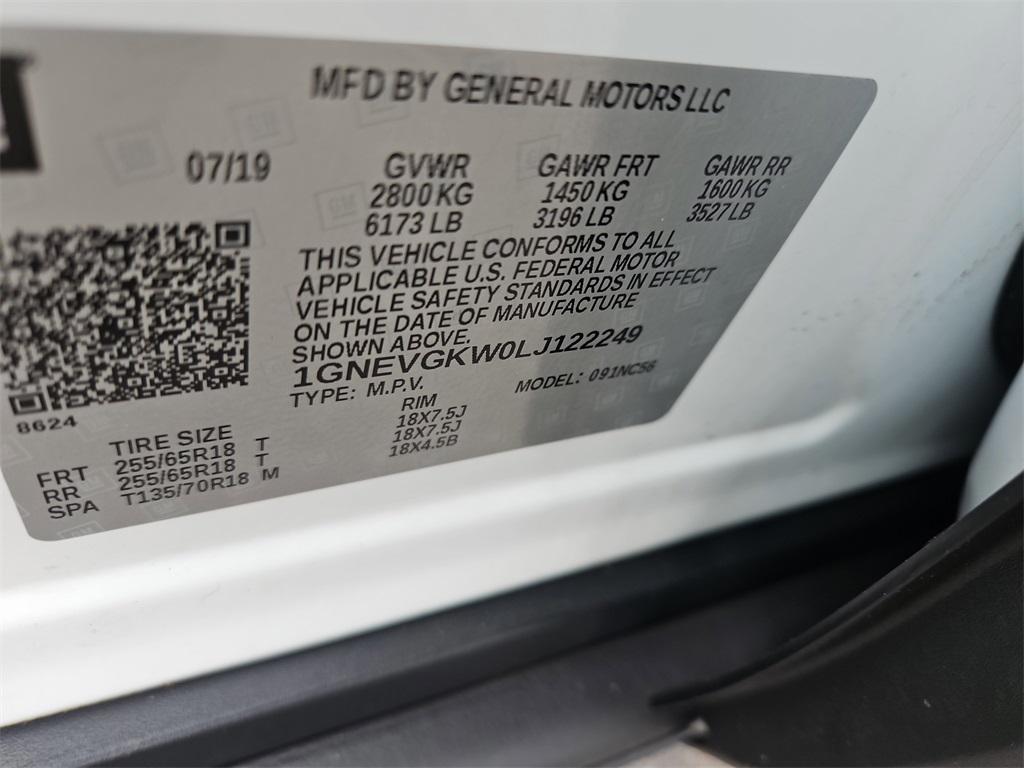 MFD BY GENERAL MOTORS LLC
07/19 GVWR GAWR FRT GAWR RR
2800 KG 1450 KG 1600 KG
6173 LB 3196 LB 3527 LB
THIS VEHICLE CONFORMS TO ALL
APPLICABLE U.S. FEDERAL MOTOR
VEHICLE SAFETY STANDARDS IN EFFECT
ON THE DATE OF MANUFACTURE
SHOWN ABOVE.
1GNEVGKW0LJ122249
TYPE: M.P.V. MODEL: 091NC56
8624
TIRE SIZE RIM
FRT 255/65R18 T 18X7.5J
RR 255/65R18 T 18X7.5J
SPA T135/70R18 M 18X4.5B